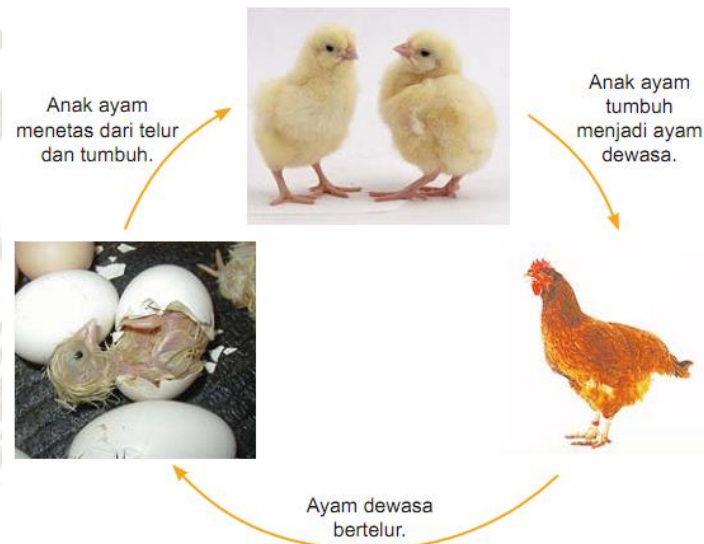 Anak ayam
menetas dari telur
dan tumbuh.
Anak ayam
tumbuh
menjadi ayam
dewasa.
Ayam dewasa
bertelur.